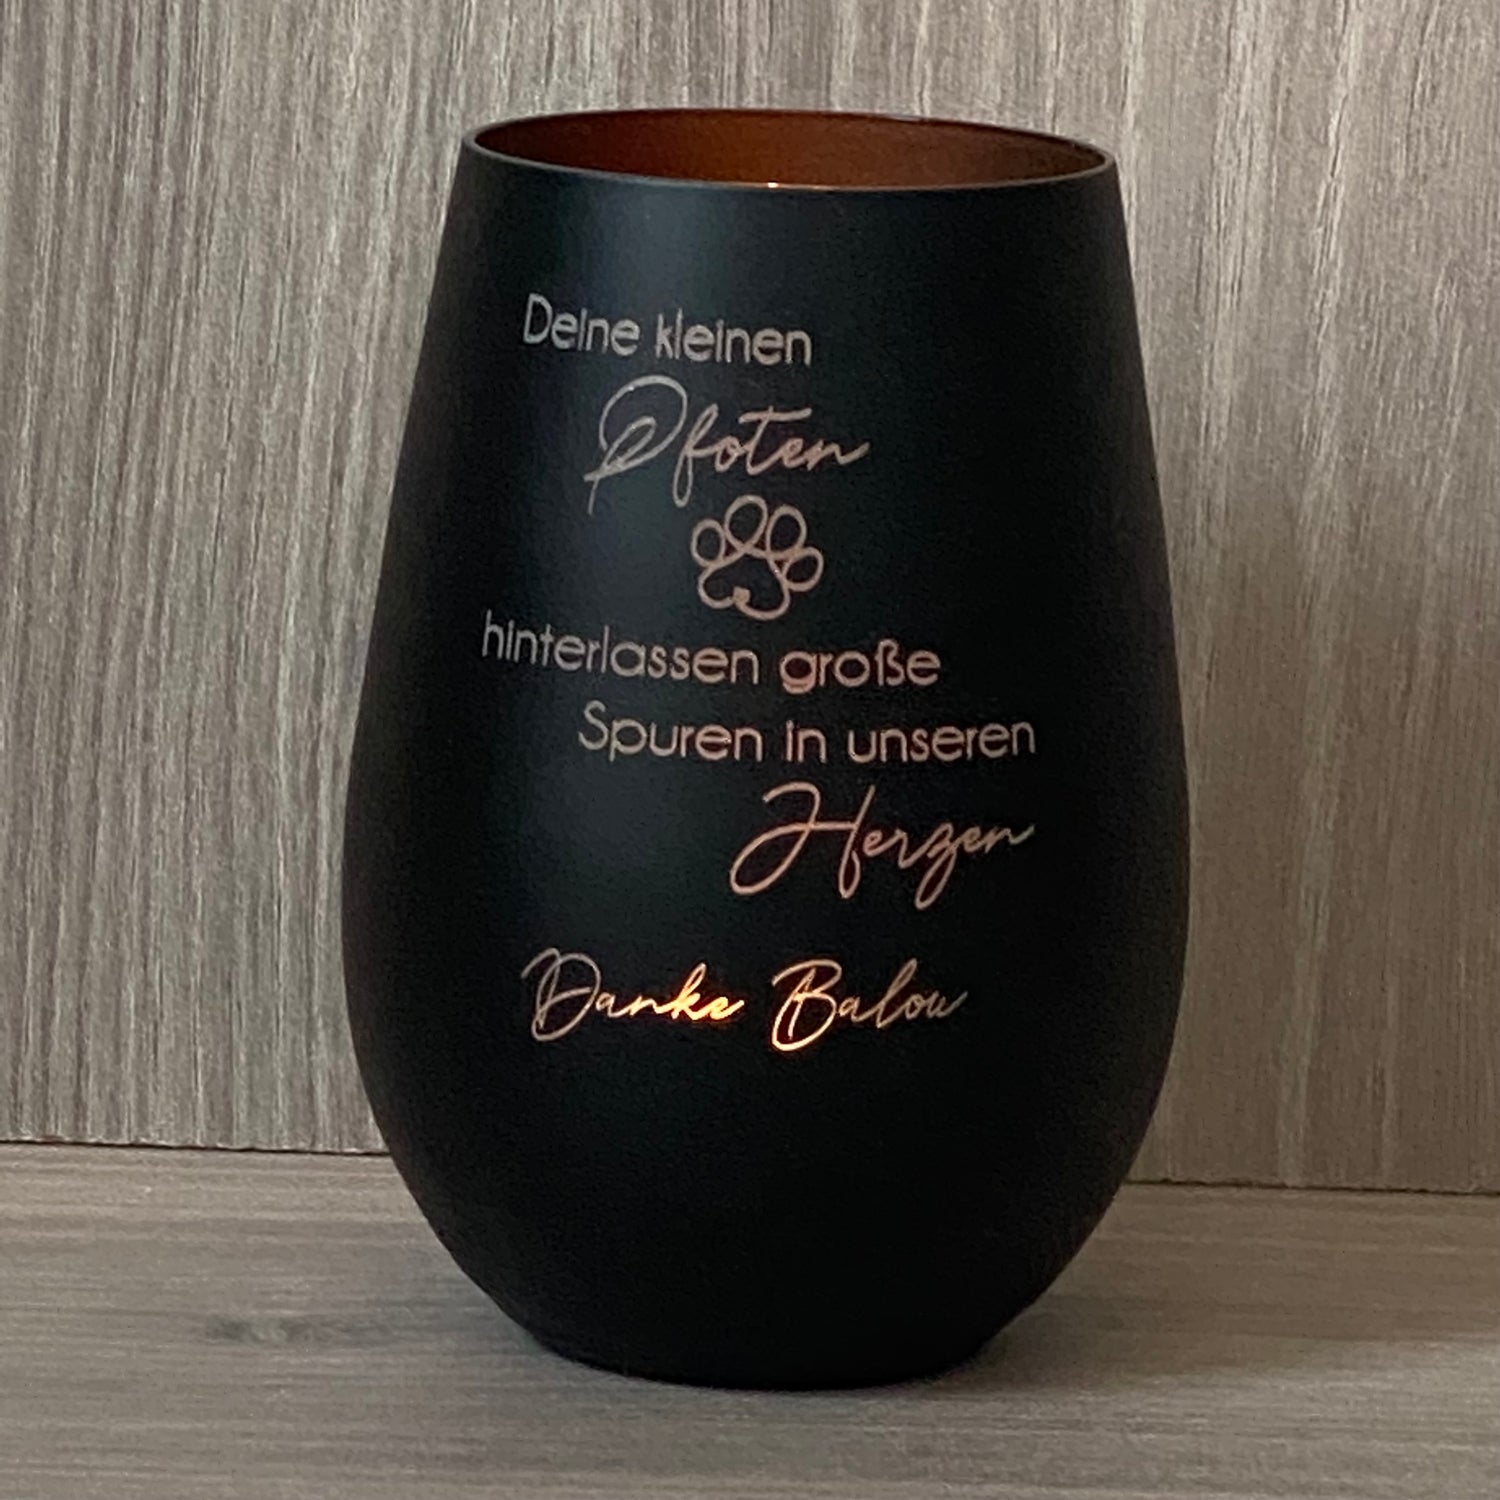 Deine kleinen
Pfoten
hinterlassen große
Spuren in unseren
Herzen
Danke Balou